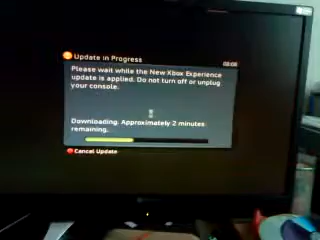 Update in Progress
Please wait while the New Xbox Experience
update is applied. Do not turn off or unplug
your console.
Downloading. Approximately 2 minutes
remaining.
Cancel Update